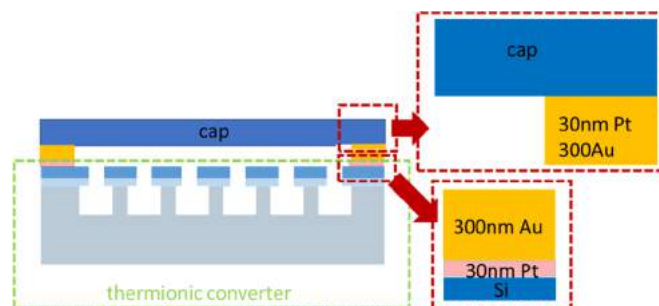 cap
cap
30nm Pt
300Au
300nm Au
30nm Pt
Si
thermionic converter